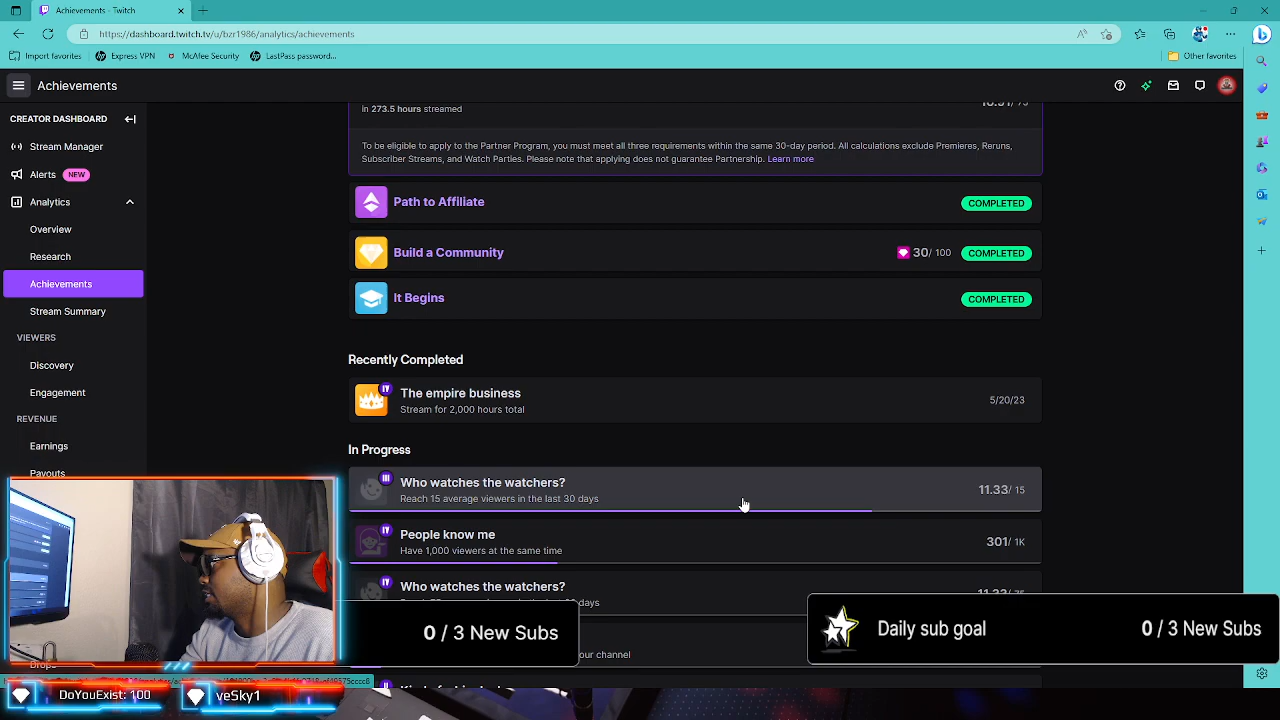 Achievements - Twitch
https://dashboard.twitch.tv/u/bzr1986/analytics/achievements
Import favorites
Express VPN
McAfee Security
LastPass password...
Other favorites
Achievements
CREATOR DASHBOARD
Stream Manager
Alerts NEW
Analytics
Overview
Research
Achievements
Stream Summary
VIEWERS
Discovery
Engagement
REVENUE
Earnings
Payouts
in 273.5 hours streamed
To be eligible to apply to the Partner Program, you must meet all three requirements within the same 30-day period. All calculations exclude Premieres, Reruns,
Subscriber Streams, and Watch Parties. Please note that applying does not guarantee Partnership. Learn more
Path to Affiliate COMPLETED
Build a Community 30/ 100 COMPLETED
It Begins COMPLETED
Recently Completed
IV The empire business
Stream for 2,000 hours total
5/20/23
In Progress
III Who watches the watchers?
Reach 15 average viewers in the last 30 days
11.33/ 15
IV People know me
Have 1,000 viewers at the same time
301/ 1K
IV Who watches the watchers?
0 / 3 New Subs
Daily sub goal 0 / 3 New Subs
our channel
DoYouExist: 100
veSky1